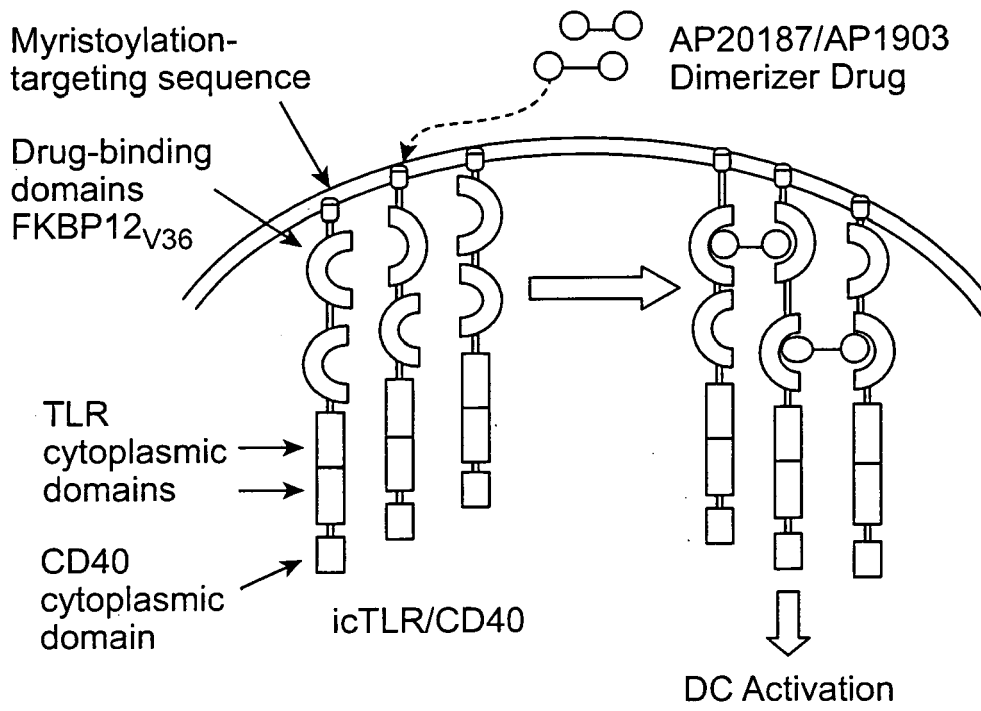 Myristoylation-
targeting sequence
AP20187/AP1903
Dimerizer Drug
Drug-binding
domains
FKBP12V36
TLR
cytoplasmic
domains
CD40
cytoplasmic
domain
icTLR/CD40
DC Activation